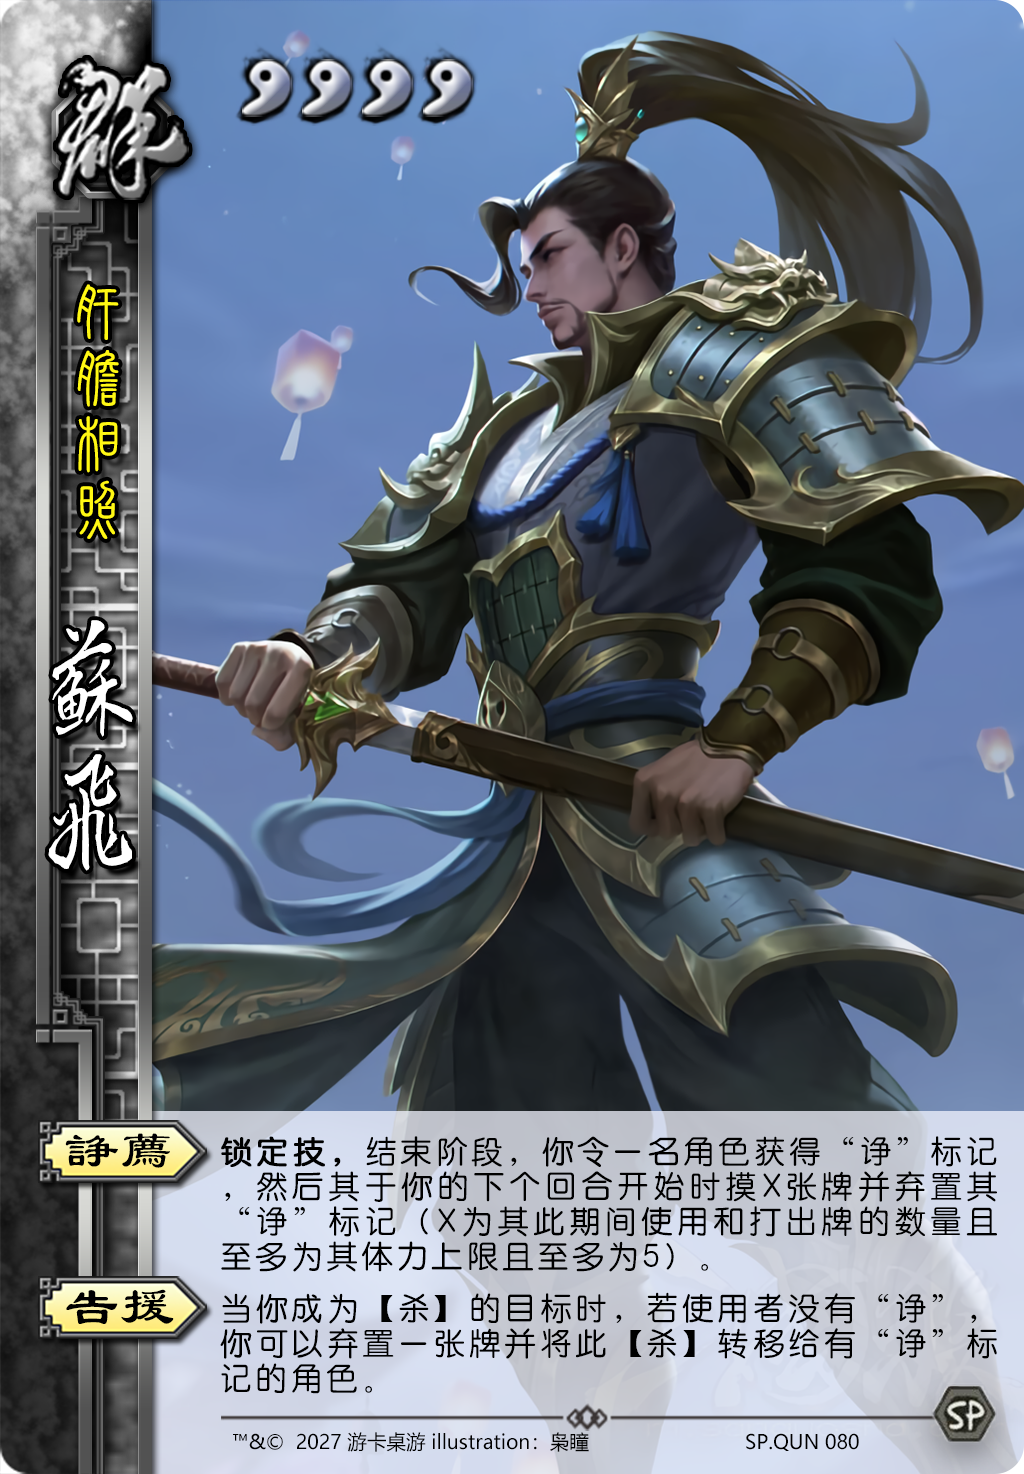 群
肝膽相照
蘇飛
諍薦
锁定技，结束阶段，你令一名角色获得“诤”标记
，然后其于你的下个回合开始时摸X张牌并弃置其
“诤”标记（X为其此期间使用和打出牌的数量且
至多为其体力上限且至多为5）。
告援
当你成为【杀】的目标时，若使用者没有“诤”，
你可以弃置一张牌并将此【杀】转移给有“诤”标
记的角色。
SP
™&© 2027 游卡桌游 illustration：枭瞳
SP.QUN 080